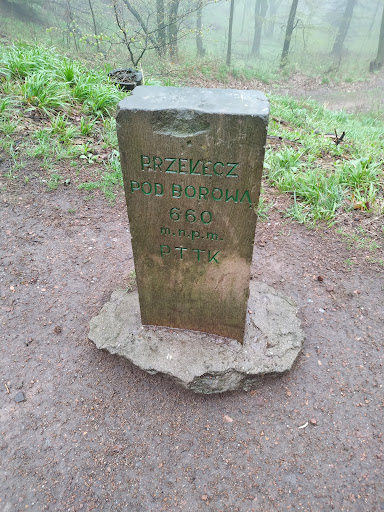 PRZEŁĘCZ
POD BOROWĄ
660
m.n.p.m.
PTTK